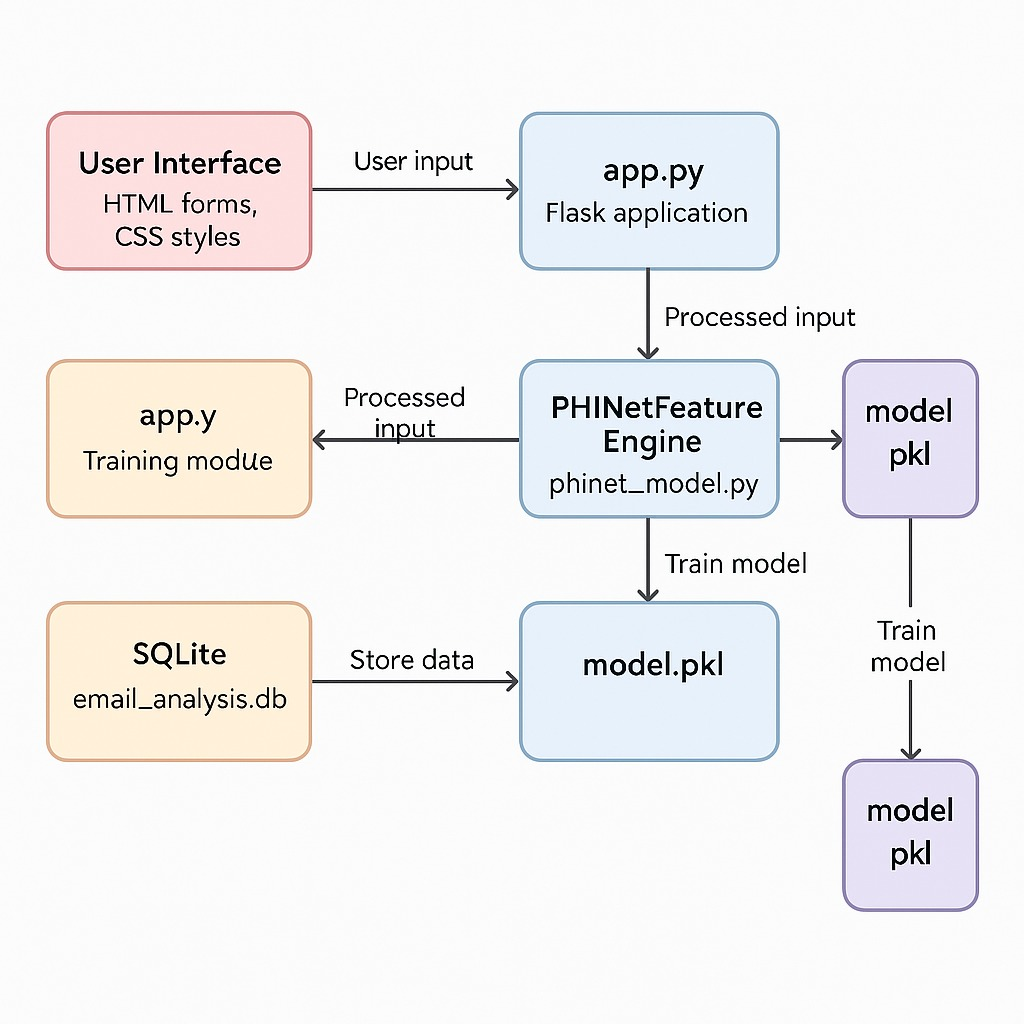 User Interface
HTML forms,
CSS styles
User input
app.py
Flask application
Processed input
app.y
Training modue
Processed
input
PHINetFeature
Engine
phinet_model.py
model
pkl
Train model
SQLite
email_analysis.db
Store data
model.pkl
Train
model
model
pkl